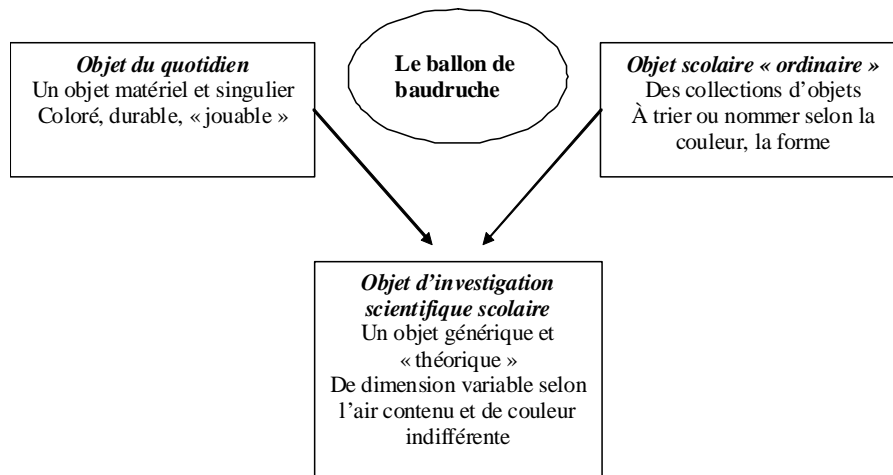 Objet du quotidien
Un objet matériel et singulier
Coloré, durable, « jouable »
Le ballon de
baudruche
Objet scolaire « ordinaire »
Des collections d’objets
À trier ou nommer selon la
couleur, la forme
Objet d’investigation
scientifique scolaire
Un objet générique et
« théorique »
De dimension variable selon
l’air contenu et de couleur
indifférente